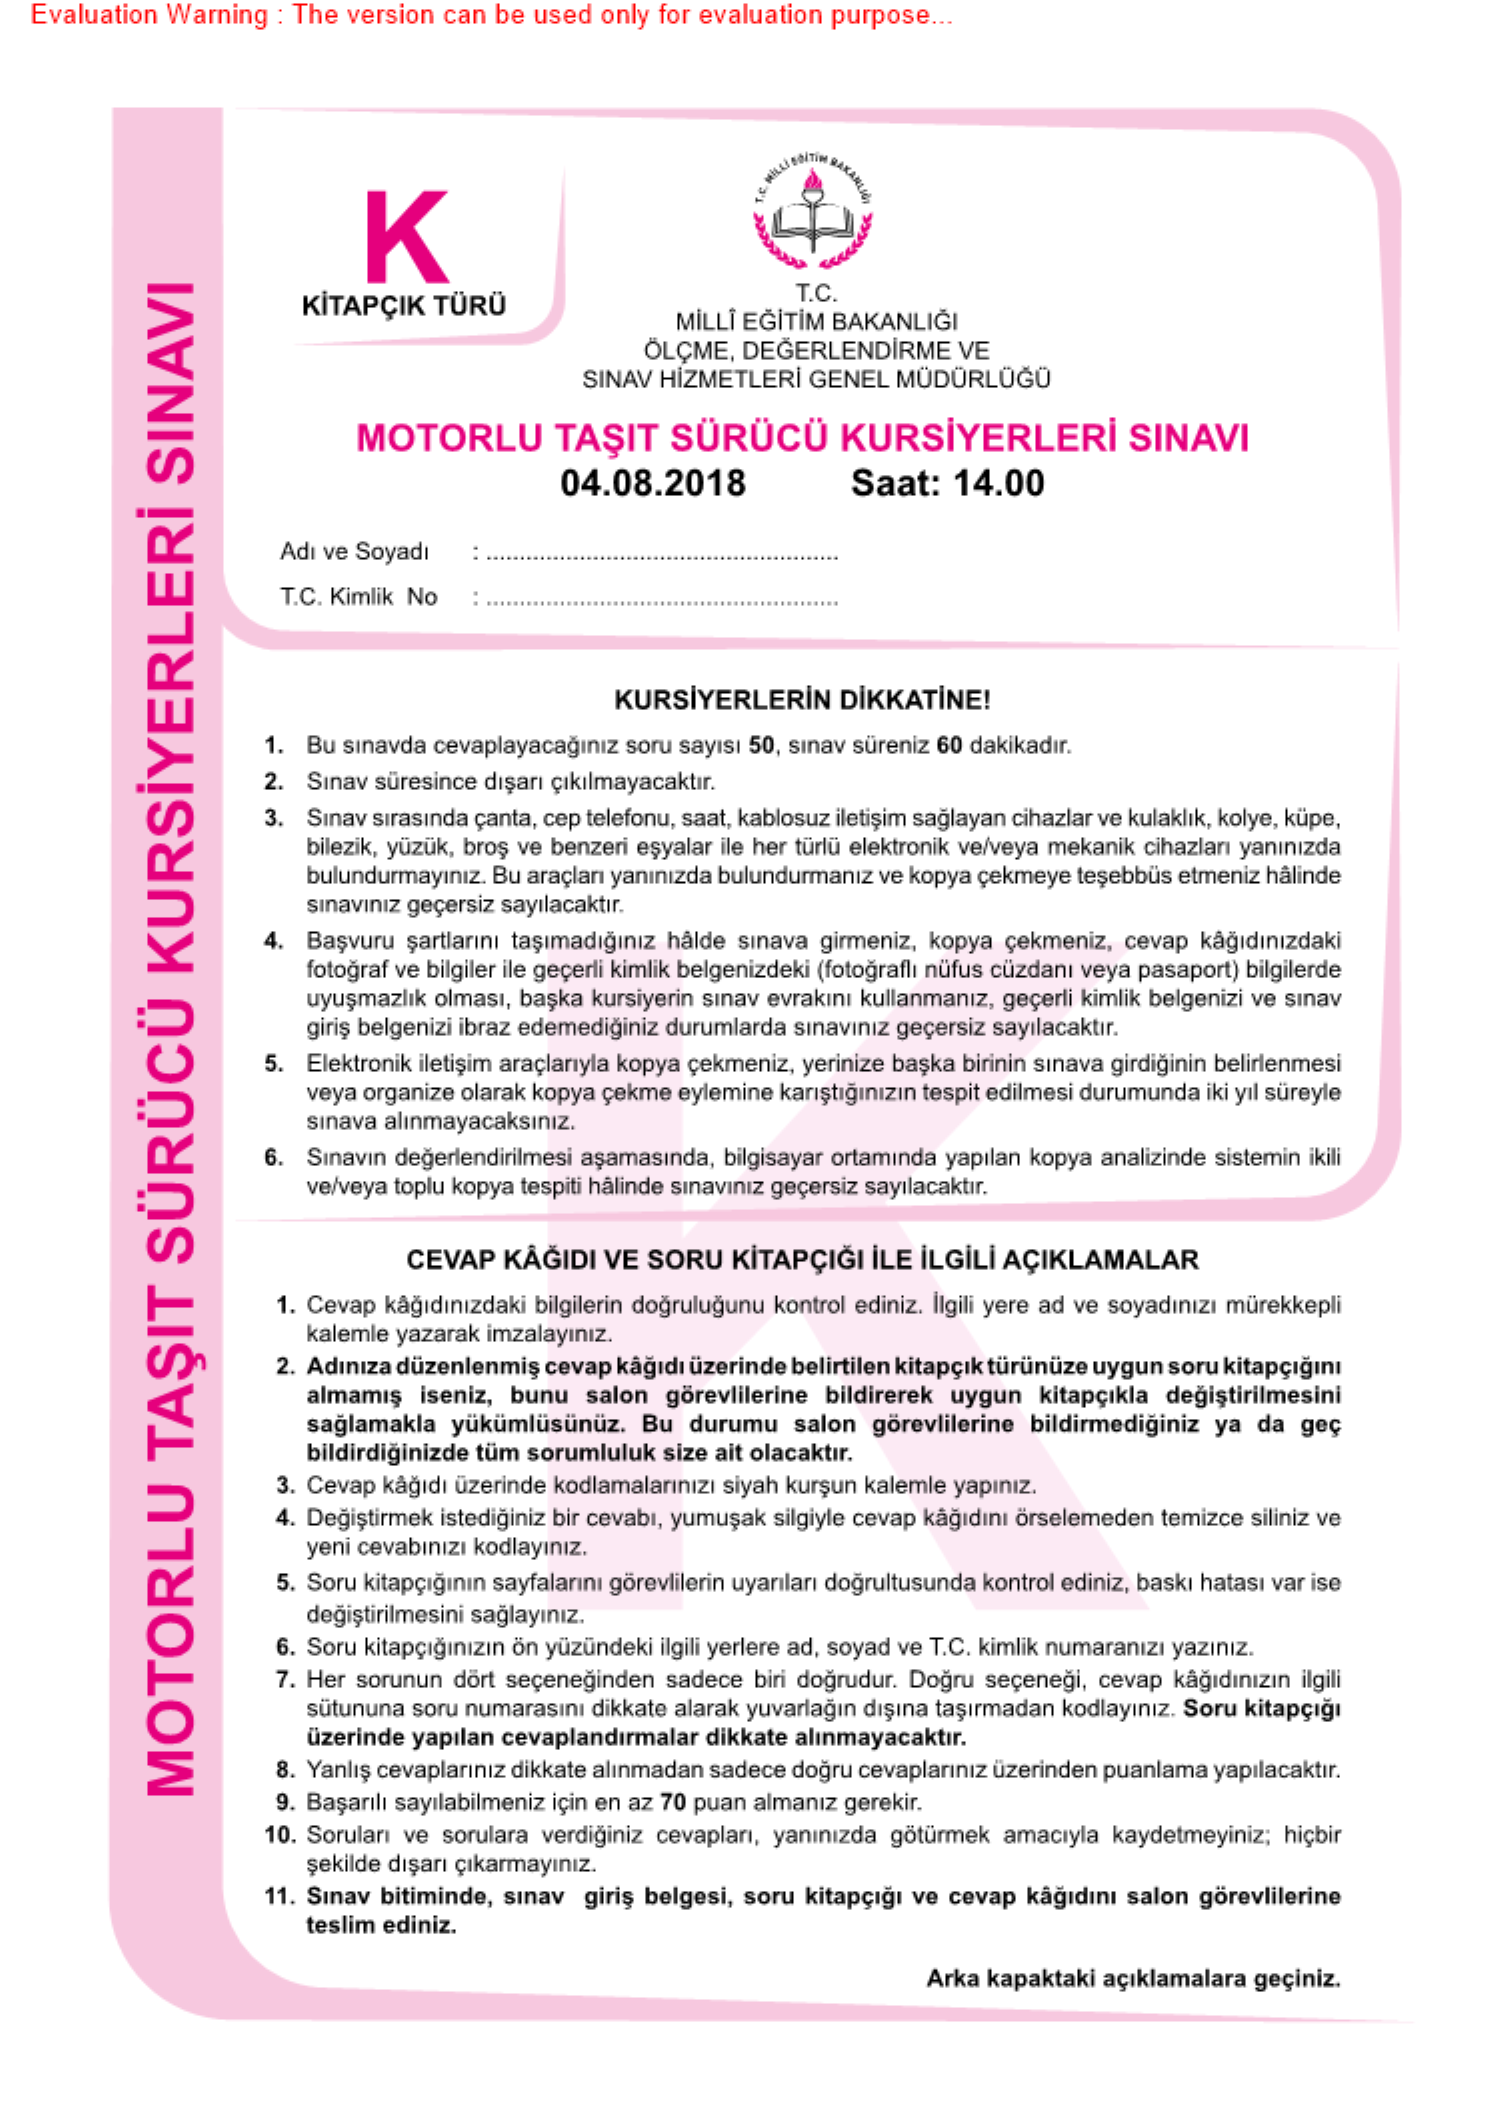 Evaluation Warning : The version can be used only for evaluation purpose...
MOTORLU TAŞIT SÜRÜCÜ KURSİYERLERİ SINAVI
K
KİTAPÇIK TÜRÜ
T.C. MİLLÎ EĞİTİM BAKANLIĞI
T.C.
MİLLÎ EĞİTİM BAKANLIĞI
ÖLÇME, DEĞERLENDİRME VE
SINAV HİZMETLERİ GENEL MÜDÜRLÜĞÜ
MOTORLU TAŞIT SÜRÜCÜ KURSİYERLERİ SINAVI
04.08.2018 Saat: 14.00
Adı ve Soyadı : .....................................................
T.C. Kimlik No : .....................................................
KURSİYERLERİN DİKKATİNE!
1. Bu sınavda cevaplayacağınız soru sayısı 50, sınav süreniz 60 dakikadır.
2. Sınav süresince dışarı çıkılmayacaktır.
3. Sınav sırasında çanta, cep telefonu, saat, kablosuz iletişim sağlayan cihazlar ve kulaklık, kolye, küpe,
bilezik, yüzük, broş ve benzeri eşyalar ile her türlü elektronik ve/veya mekanik cihazları yanınızda
bulundurmayınız. Bu araçları yanınızda bulundurmanız ve kopya çekmeye teşebbüs etmeniz hâlinde
sınavınız geçersiz sayılacaktır.
4. Başvuru şartlarını taşımadığınız hâlde sınava girmeniz, kopya çekmeniz, cevap kâğıdınızdaki
fotoğraf ve bilgiler ile geçerli kimlik belgenizdeki (fotoğraflı nüfus cüzdanı veya pasaport) bilgilerde
uyuşmazlık olması, başka kursiyerin sınav evrakını kullanmanız, geçerli kimlik belgenizi ve sınav
giriş belgenizi ibraz edemediğiniz durumlarda sınavınız geçersiz sayılacaktır.
5. Elektronik iletişim araçlarıyla kopya çekmeniz, yerinize başka birinin sınava girdiğinin belirlenmesi
veya organize olarak kopya çekme eylemine karıştığınızın tespit edilmesi durumunda iki yıl süreyle
sınava alınmayacaksınız.
6. Sınavın değerlendirilmesi aşamasında, bilgisayar ortamında yapılan kopya analizinde sistemin ikili
ve/veya toplu kopya tespiti hâlinde sınavınız geçersiz sayılacaktır.
CEVAP KÂĞIDI VE SORU KİTAPÇIĞI İLE İLGİLİ AÇIKLAMALAR
1. Cevap kâğıdınızdaki bilgilerin doğruluğunu kontrol ediniz. İlgili yere ad ve soyadınızı mürekkepli
kalemle yazarak imzalayınız.
2. Adınıza düzenlenmiş cevap kâğıdı üzerinde belirtilen kitapçık türünüze uygun soru kitapçığını
almamış iseniz, bunu salon görevlilerine bildirerek uygun kitapçıkla değiştirilmesini
sağlamakla yükümlüsünüz. Bu durumu salon görevlilerine bildirmediğiniz ya da geç
bildirdiğinizde tüm sorumluluk size ait olacaktır.
3. Cevap kâğıdı üzerinde kodlamalarınızı siyah kurşun kalemle yapınız.
4. Değiştirmek istediğiniz bir cevabı, yumuşak silgiyle cevap kâğıdını örselemeden temizce siliniz ve
yeni cevabınızı kodlayınız.
5. Soru kitapçığının sayfalarını görevlilerin uyarıları doğrultusunda kontrol ediniz, baskı hatası var ise
değiştirilmesini sağlayınız.
6. Soru kitapçığınızın ön yüzündeki ilgili yerlere ad, soyad ve T.C. kimlik numaranızı yazınız.
7. Her sorunun dört seçeneğinden sadece biri doğrudur. Doğru seçeneği, cevap kâğıdınızın ilgili
sütununa soru numarasını dikkate alarak yuvarlağın dışına taşırmadan kodlayınız. Soru kitapçığı
üzerinde yapılan cevaplandırmalar dikkate alınmayacaktır.
8. Yanlış cevaplarınız dikkate alınmadan sadece doğru cevaplarınız üzerinden puanlama yapılacaktır.
9. Başarılı sayılabilmeniz için en az 70 puan almanız gerekir.
10. Soruları ve sorulara verdiğiniz cevapları, yanınızda götürmek amacıyla kaydetmeyiniz; hiçbir
şekilde dışarı çıkarmayınız.
11. Sınav bitiminde, sınav giriş belgesi, soru kitapçığı ve cevap kâğıdını salon görevlilerine
teslim ediniz.
Arka kapaktaki açıklamalara geçiniz.